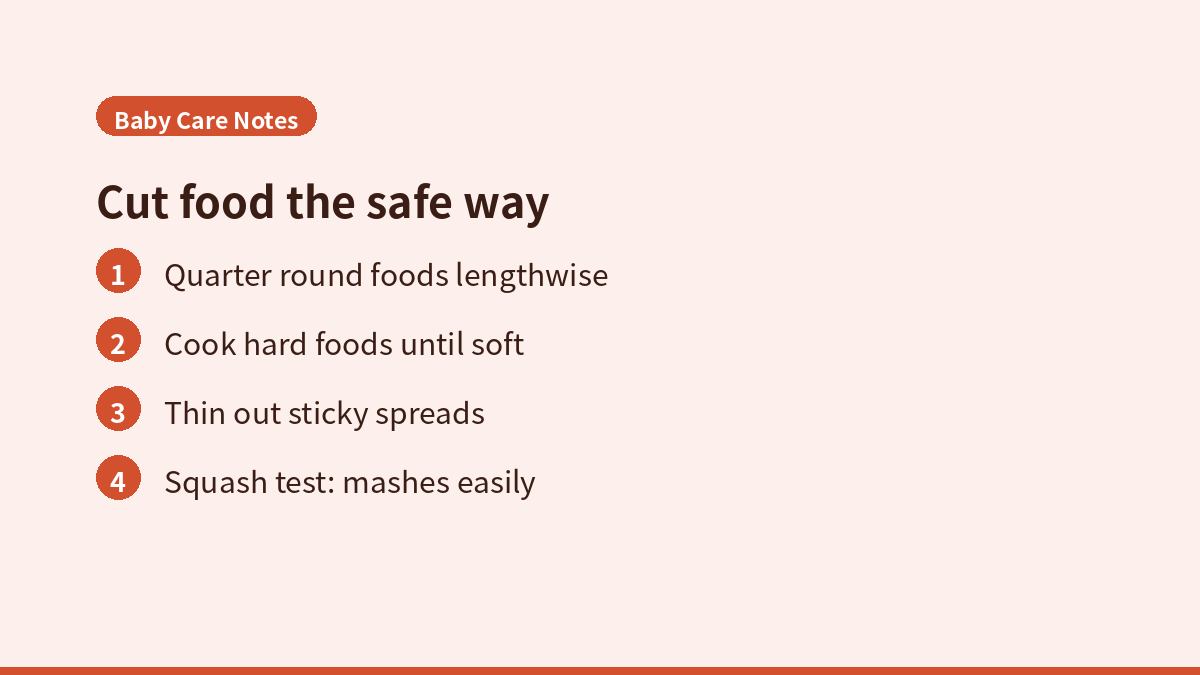 Baby Care Notes
Cut food the safe way
1 Quarter round foods lengthwise
2 Cook hard foods until soft
3 Thin out sticky spreads
4 Squash test: mashes easily